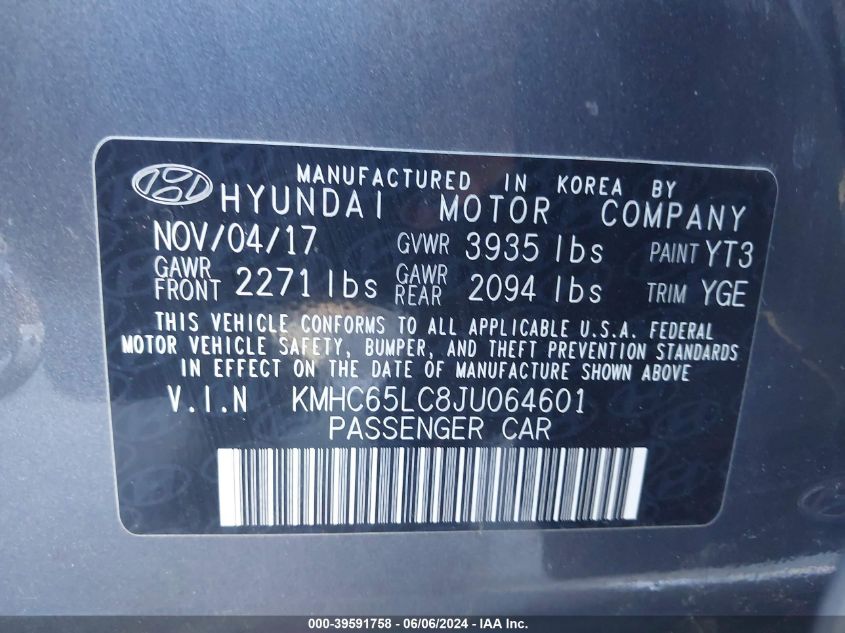 MANUFACTURED IN KOREA BY
HYUNDAI MOTOR COMPANY
NOV/04/17 GVWR 3935 lbs PAINT YT3
GAWR FRONT 2271 lbs GAWR REAR 2094 lbs TRIM YGE
THIS VEHICLE CONFORMS TO ALL APPLICABLE U.S.A. FEDERAL
MOTOR VEHICLE SAFETY, BUMPER, AND THEFT PREVENTION STANDARDS
IN EFFECT ON THE DATE OF MANUFACTURE SHOWN ABOVE
V.I.N KMHC65LC8JU064601
PASSENGER CAR
000-39591758 - 06/06/2024 - IAA Inc.